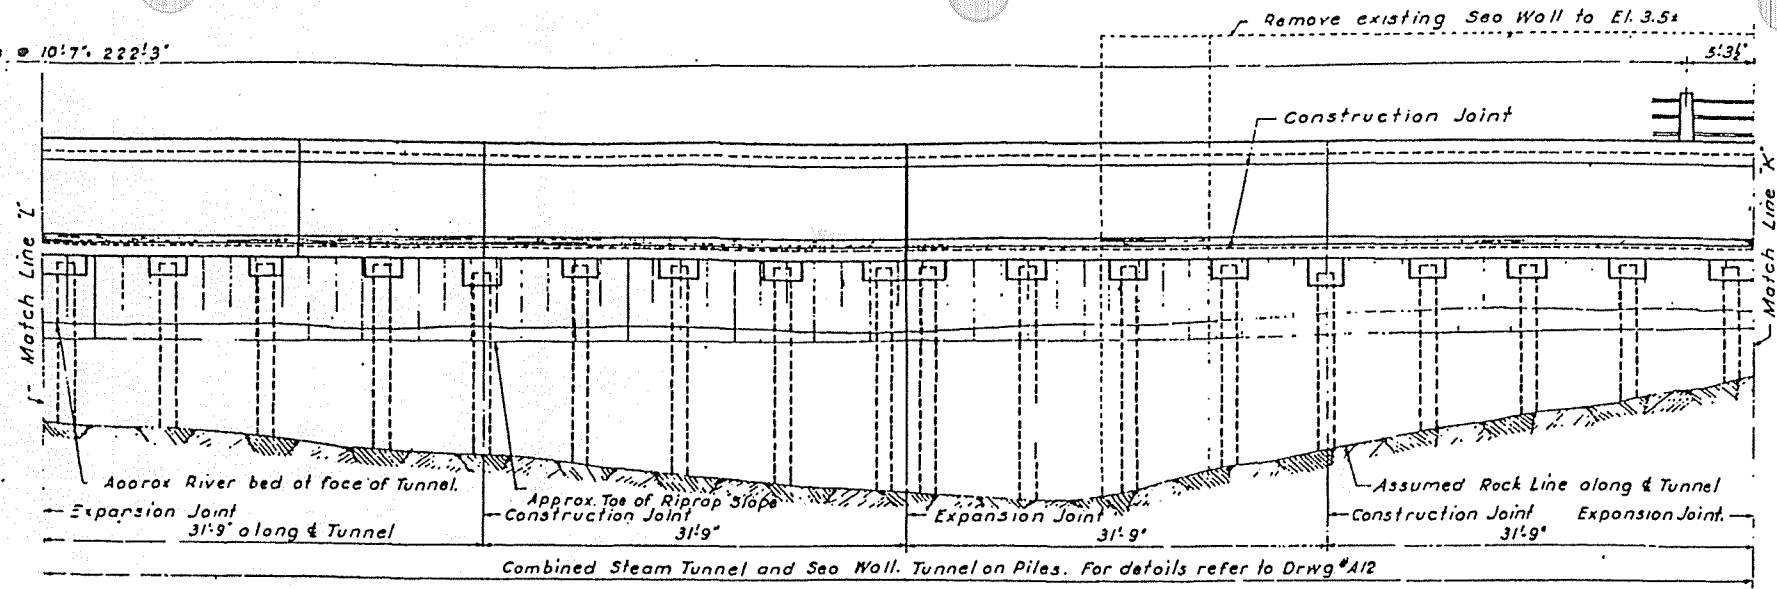 Remove existing Sea Wall to El. 3.5±
@ 10'-7" = 222'-3"
5'-3½"
Construction Joint
Match Line "L"
Match Line "K"
Approx River bed at face of Tunnel.
Approx. Toe of Riprap Slope
Assumed Rock Line along ℄ Tunnel
Expansion Joint
Construction Joint
Expansion Joint
Construction Joint
Expansion Joint.
31'-9" along ℄ Tunnel
31'-9"
31'-9"
31'-9"
Combined Steam Tunnel and Sea Wall. Tunnel on Piles. For details refer to Drwg #A12